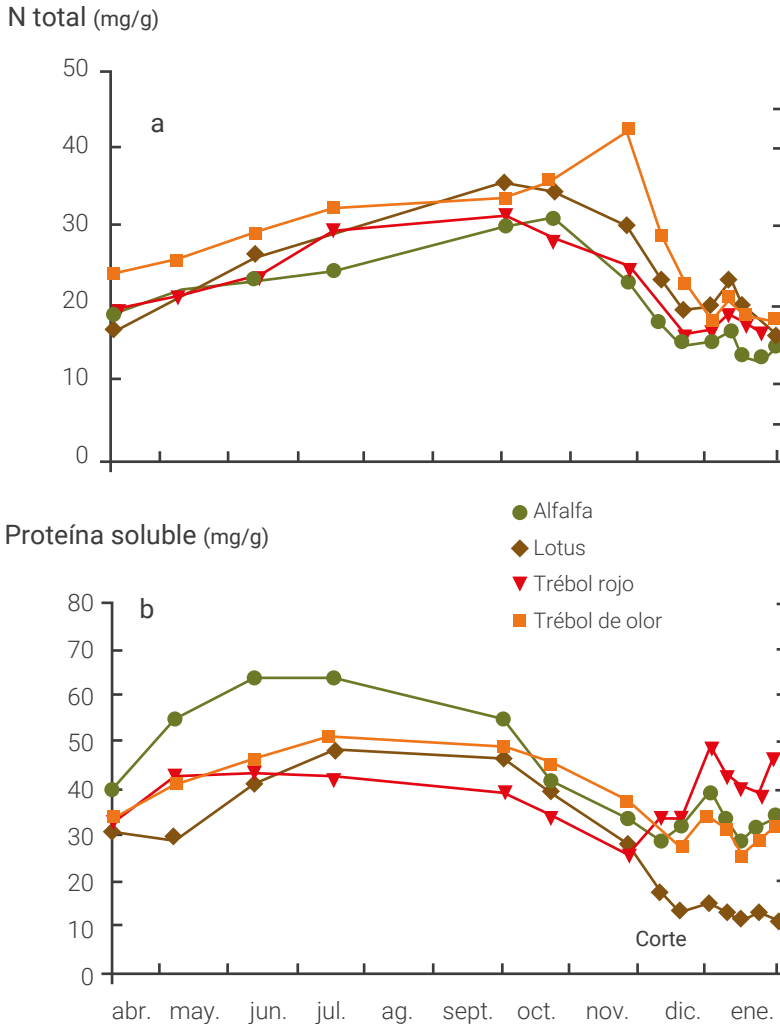 N total (mg/g)
50
a
40
30
20
10
0
Alfalfa
Proteína soluble (mg/g)
Lotus
Trébol rojo
Trébol de olor
80
b
70
60
50
40
30
20
10
Corte
0
abr. may. jun. jul. ag. sept. oct. nov. dic. ene.